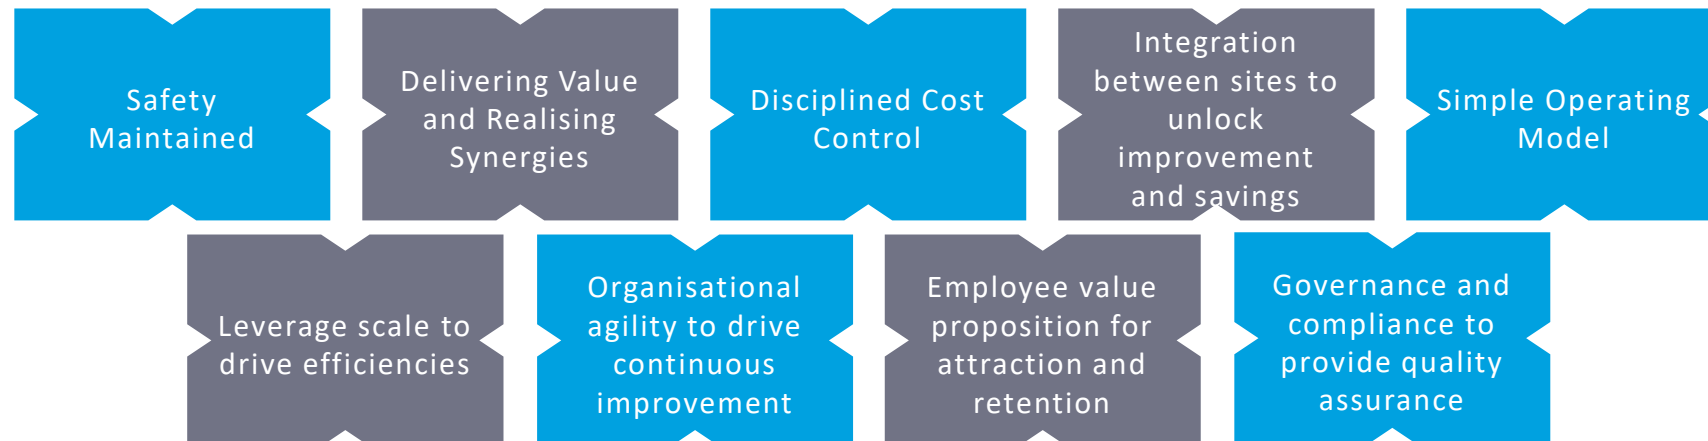 Safety
Maintained
Delivering Value
and Realising
Synergies
Disciplined Cost
Control
Integration
between sites to
unlock
improvement
and savings
Simple Operating
Model
Leverage scale to
drive efficiencies
Organisational
agility to drive
continuous
improvement
Employee value
proposition for
attraction and
retention
Governance and
compliance to
provide quality
assurance